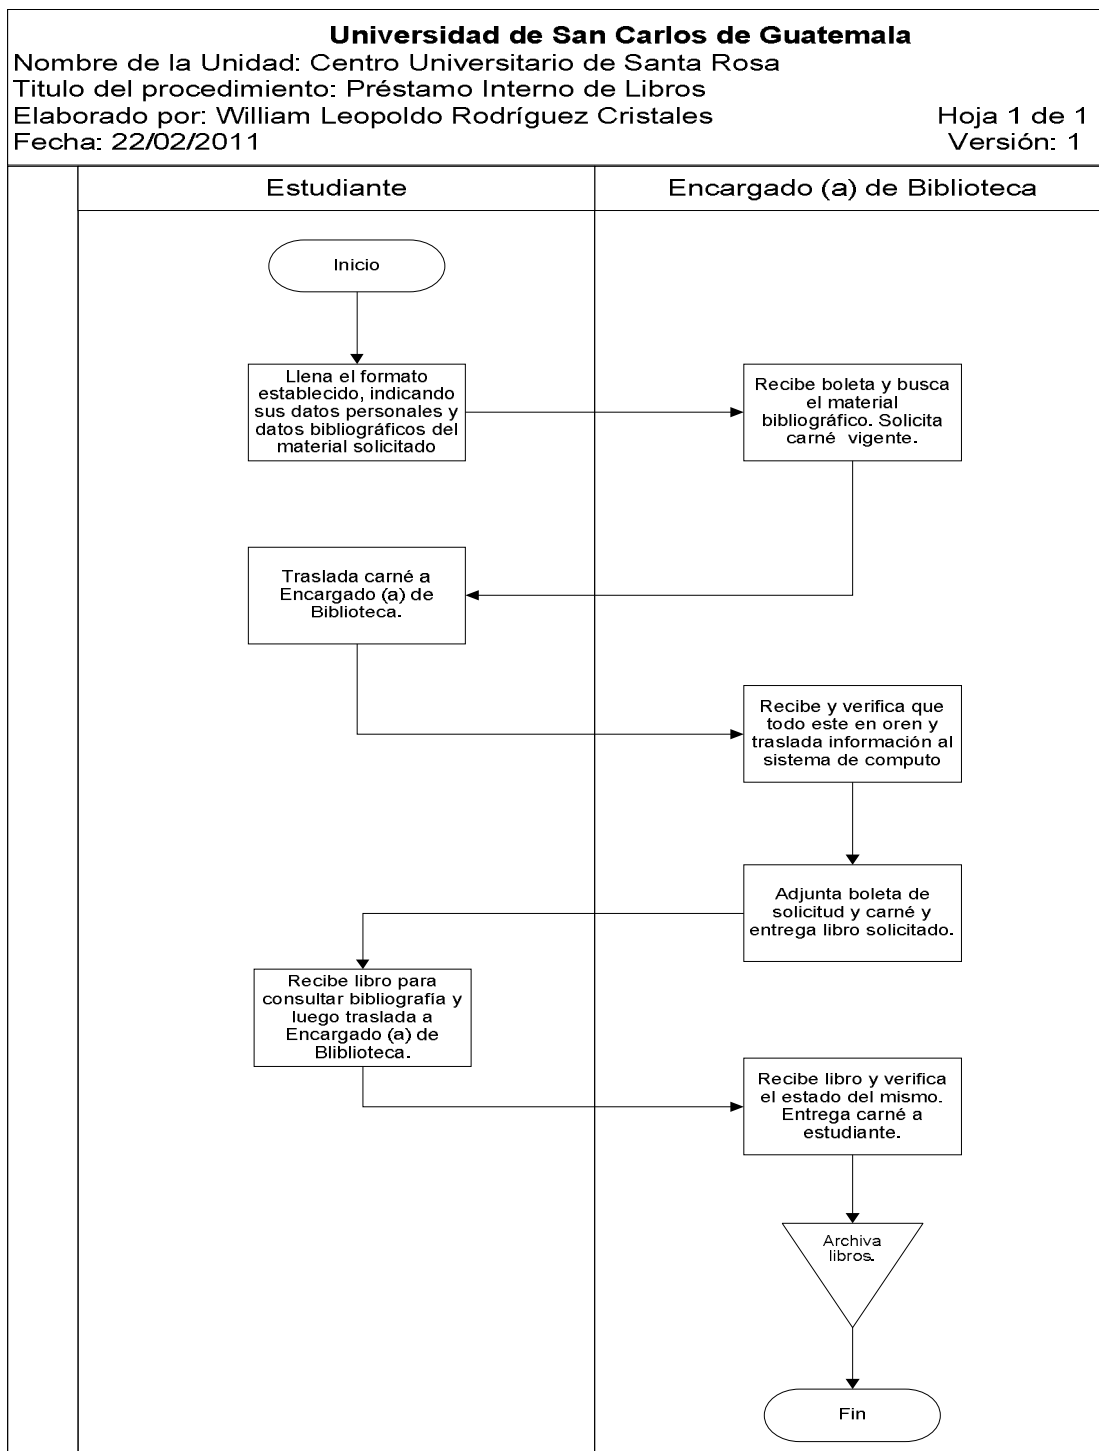 Universidad de San Carlos de Guatemala
Nombre de la Unidad: Centro Universitario de Santa Rosa
Titulo del procedimiento: Préstamo Interno de Libros
Elaborado por: William Leopoldo Rodríguez Cristales
Hoja 1 de 1
Fecha: 22/02/2011
Versión: 1
Estudiante
Encargado (a) de Biblioteca
Inicio
Llena el formato
establecido, indicando
sus datos personales y
datos bibliográficos del
material solicitado
Recibe boleta y busca
el material
bibliográfico. Solicita
carné vigente.
Traslada carné a
Encargado (a) de
Biblioteca.
Recibe y verifica que
todo este en oren y
traslada información al
sistema de computo
Adjunta boleta de
solicitud y carné y
entrega libro solicitado.
Recibe libro para
consultar bibliografía y
luego traslada a
Encargado (a) de
Bliblioteca.
Recibe libro y verifica
el estado del mismo.
Entrega carné a
estudiante.
Archiva
libros.
Fin